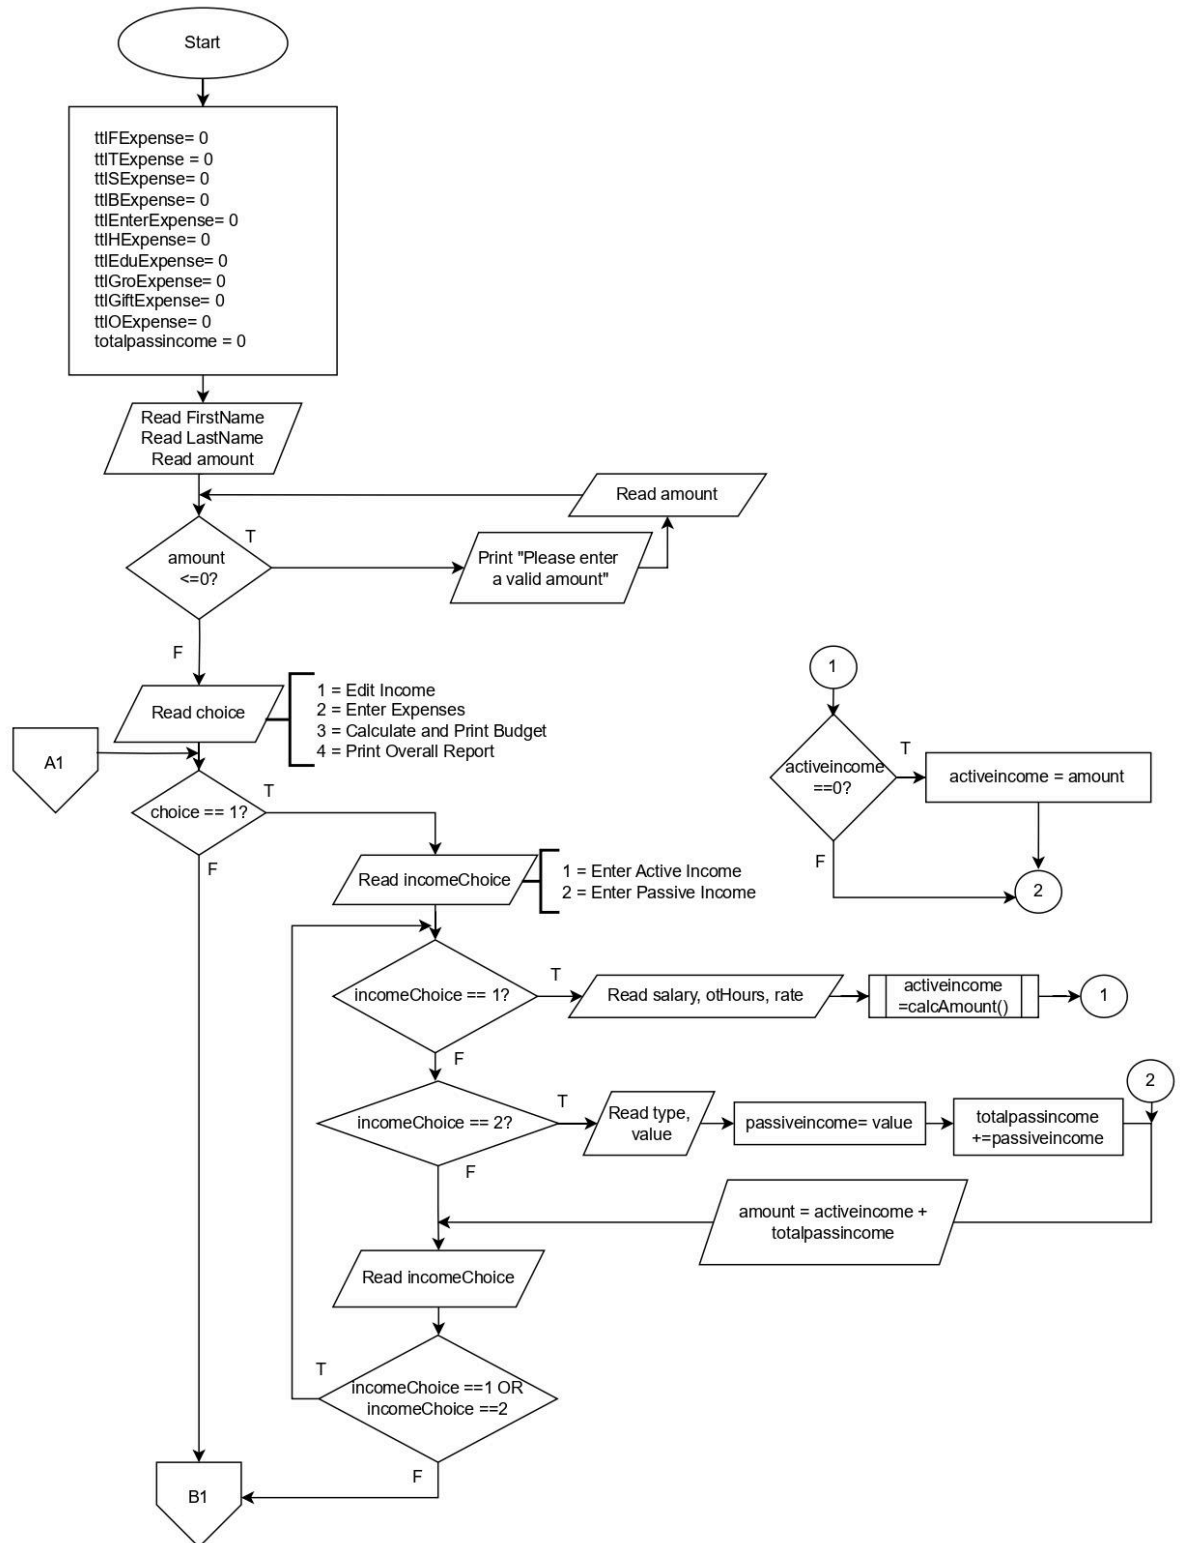 Start
ttlFExpense= 0
ttlTExpense = 0
ttlSExpense= 0
ttlBExpense= 0
ttlEnterExpense= 0
ttlHExpense= 0
ttlEduExpense= 0
ttlGroExpense= 0
ttlGiftExpense= 0
ttlOExpense= 0
totalpassincome = 0
Read FirstName
Read LastName
Read amount
Read amount
amount
<=0?
T
Print "Please enter
a valid amount"
F
Read choice
1 = Edit Income
2 = Enter Expenses
3 = Calculate and Print Budget
4 = Print Overall Report
A1
choice == 1?
T
F
1
activeincome
==0?
T
activeincome = amount
F
2
Read incomeChoice
1 = Enter Active Income
2 = Enter Passive Income
incomeChoice == 1?
T
Read salary, otHours, rate
activeincome
=calcAmount()
1
F
incomeChoice == 2?
T
Read type,
value
passiveincome= value
totalpassincome
+=passiveincome
2
F
amount = activeincome +
totalpassincome
Read incomeChoice
T
incomeChoice ==1 OR
incomeChoice ==2
F
B1